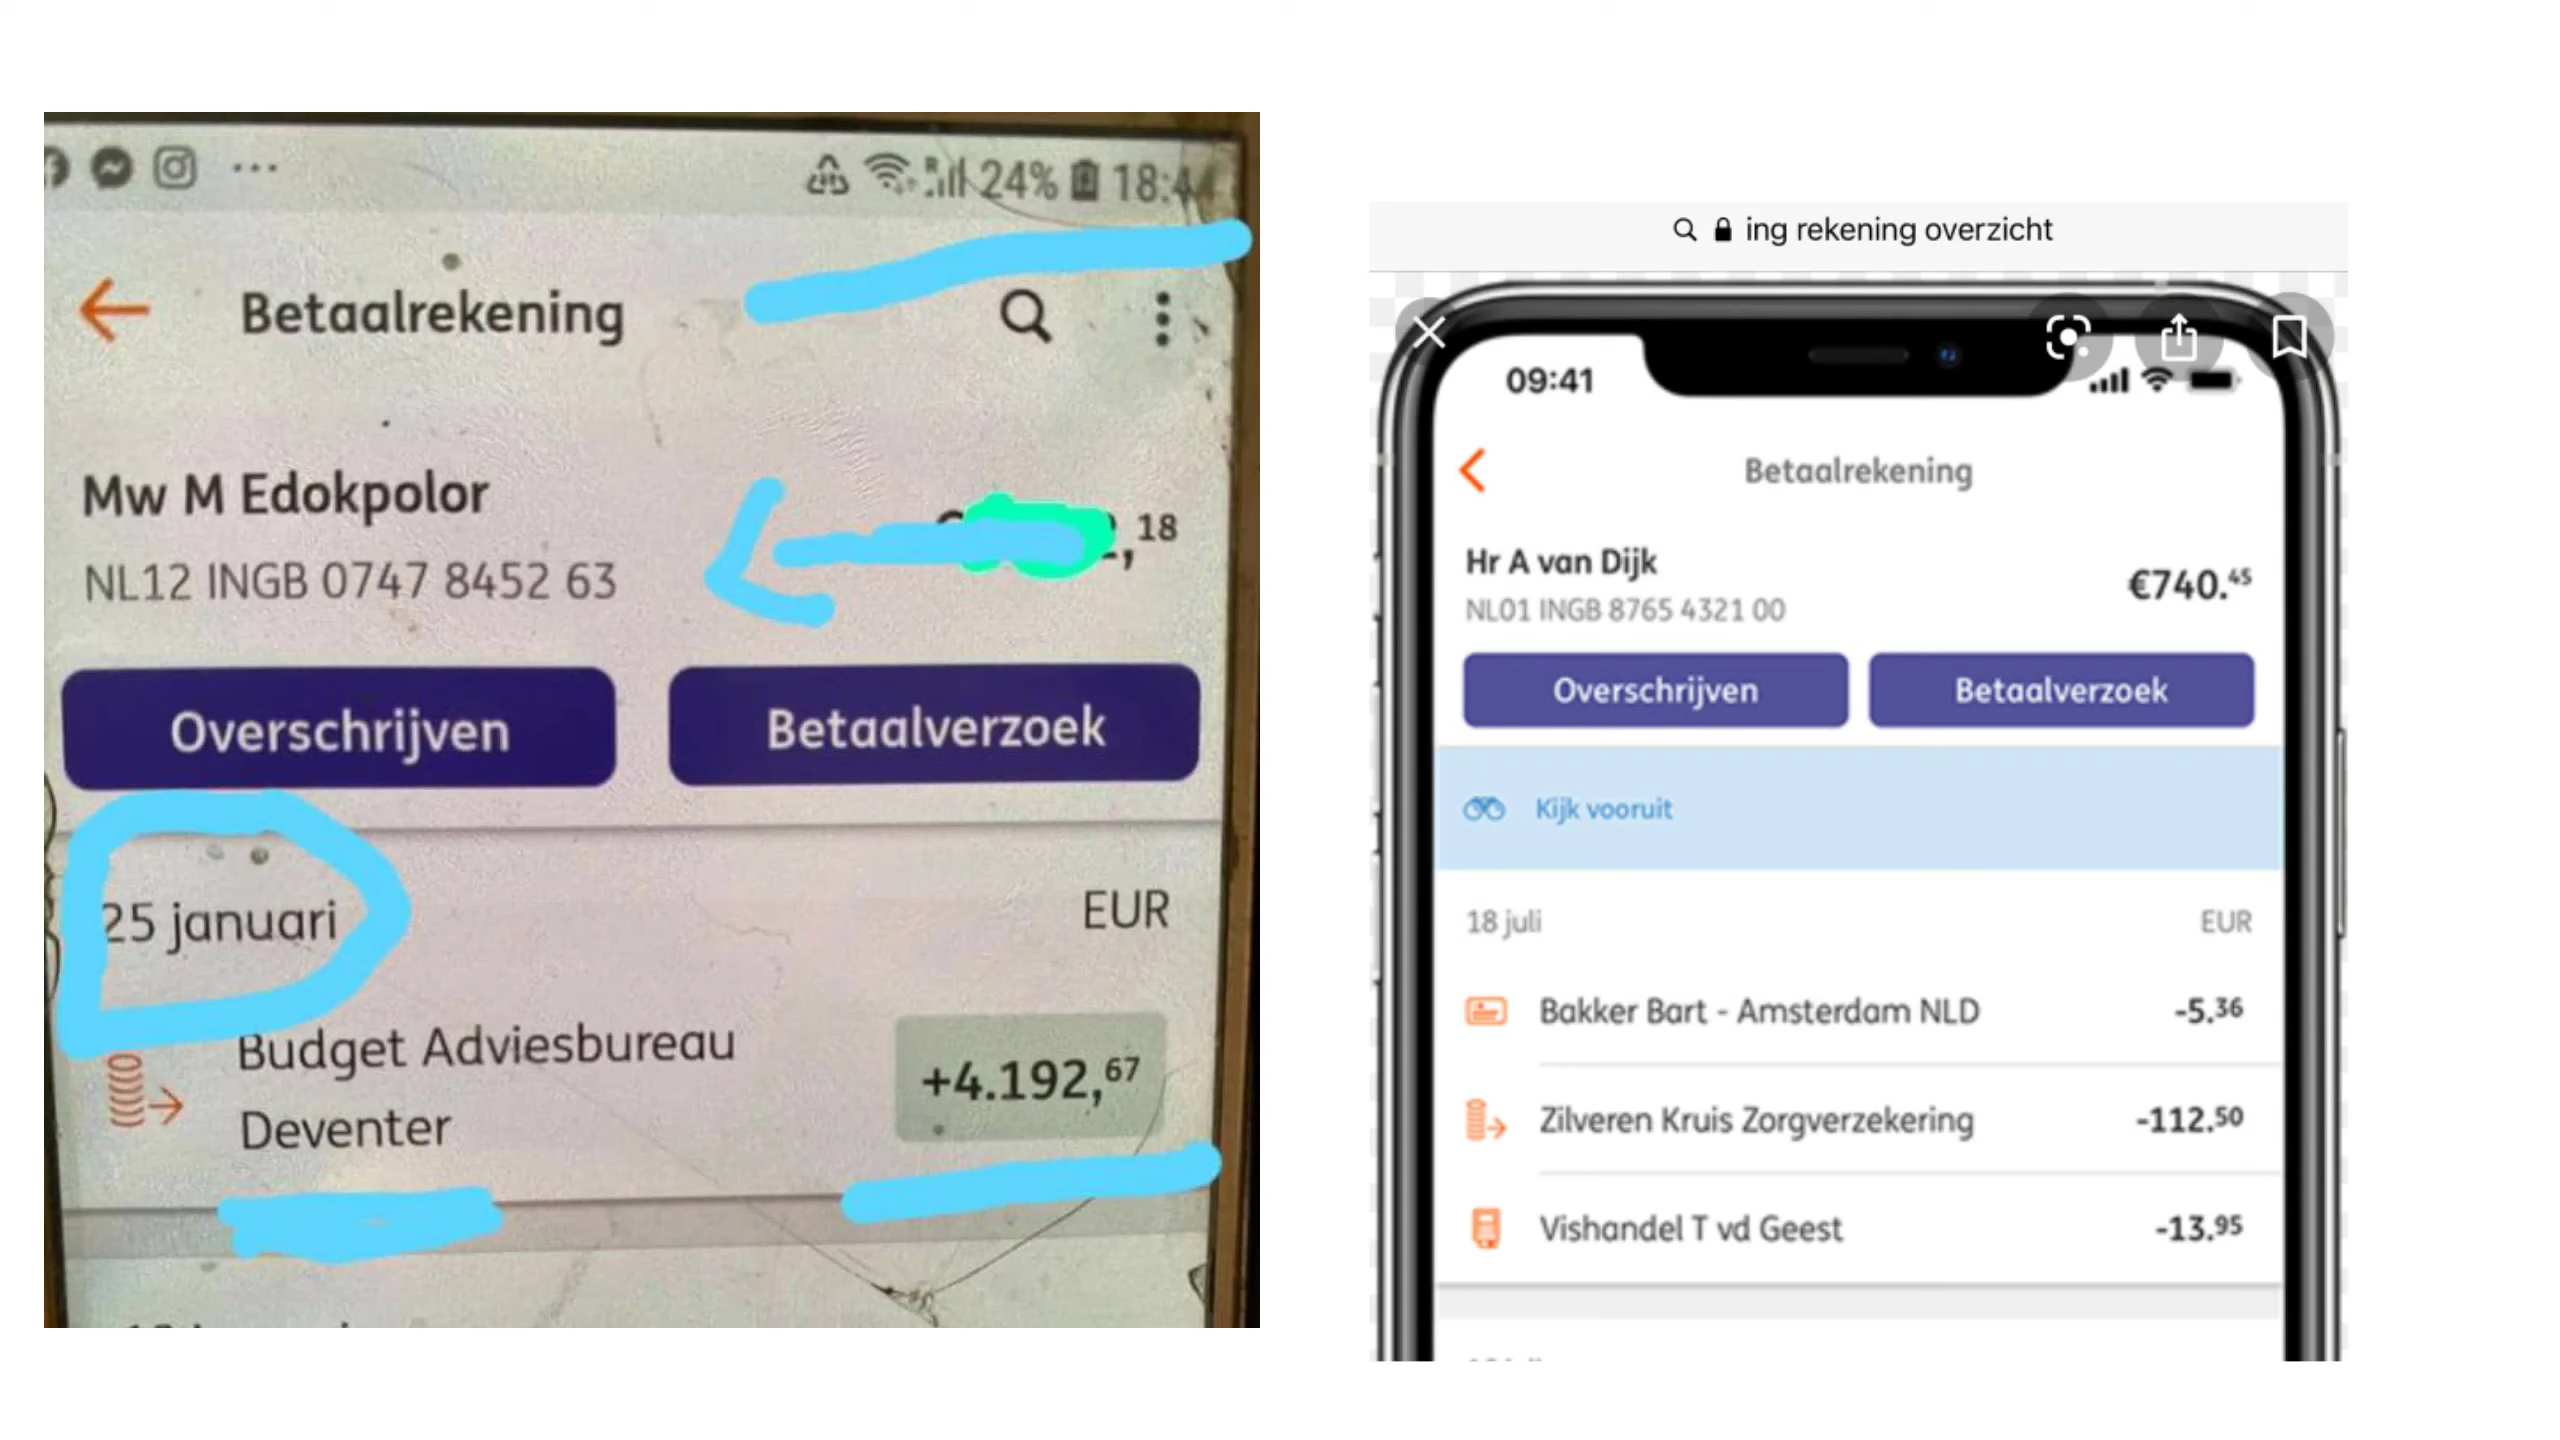 24% 18:44
Betaalrekening
Mw M Edokpolor
,18
NL12 INGB 0747 8452 63
Overschrijven Betaalverzoek
25 januari EUR
Budget Adviesbureau
Deventer
+4.192,67
ing rekening overzicht
09:41
Betaalrekening
Hr A van Dijk
€740.45
NL01 INGB 8765 4321 00
Overschrijven Betaalverzoek
Kijk vooruit
18 juli EUR
Bakker Bart - Amsterdam NLD -5.36
Zilveren Kruis Zorgverzekering -112.50
Vishandel T vd Geest -13.95